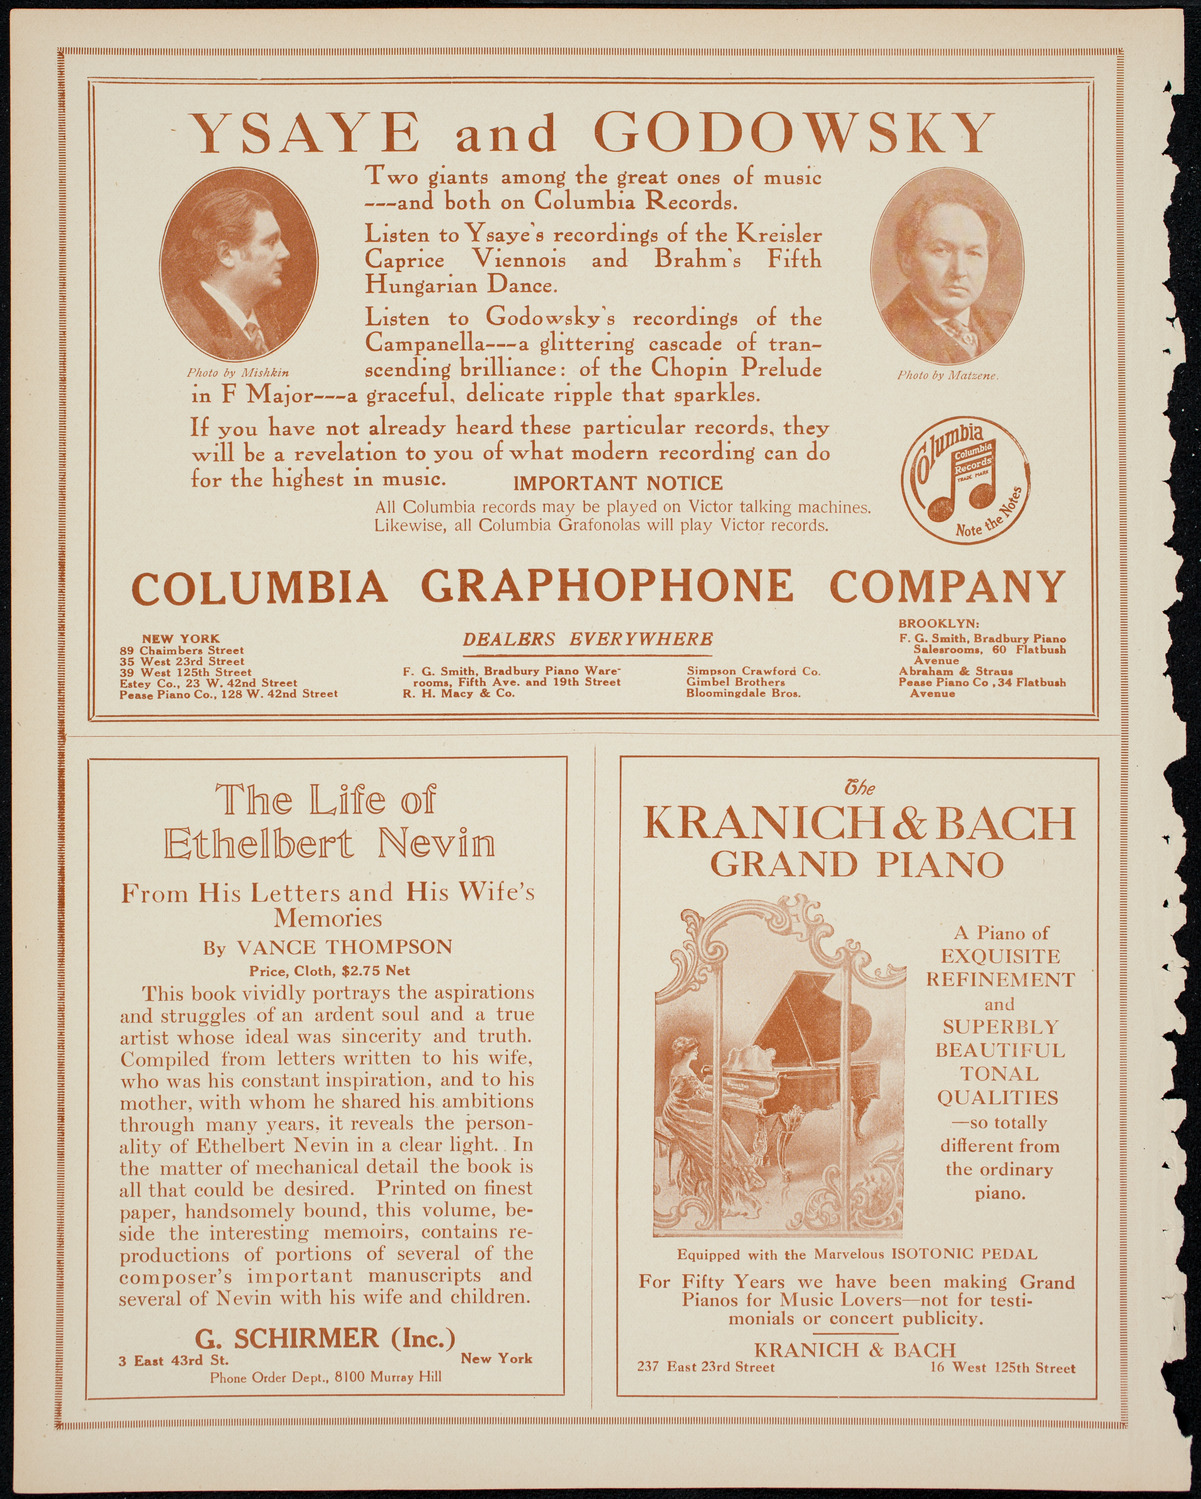 YSAYE and GODOWSKY
Two giants among the great ones of music
---and both on Columbia Records.
Listen to Ysaye's recordings of the Kreisler
Caprice Viennois and Brahm's Fifth
Hungarian Dance.
Listen to Godowsky's recordings of the
Campanella---a glittering cascade of tran-
scending brilliance: of the Chopin Prelude
in F Major---a graceful, delicate ripple that sparkles.
Photo by Mishkin
Photo by Matzene.
If you have not already heard these particular records, they
will be a revelation to you of what modern recording can do
for the highest in music.
IMPORTANT NOTICE
All Columbia records may be played on Victor talking machines.
Likewise, all Columbia Grafonolas will play Victor records.
Columbia
Columbia
Records
TRADE MARK
Note the Notes
COLUMBIA GRAPHOPHONE COMPANY
NEW YORK
89 Chaimbers Street
35 West 23rd Street
39 West 125th Street
Estey Co., 23 W. 42nd Street
Pease Piano Co., 128 W. 42nd Street
DEALERS EVERYWHERE
F. G. Smith, Bradbury Piano Ware-
rooms, Fifth Ave. and 19th Street
R. H. Macy & Co.
Simpson Crawford Co.
Gimbel Brothers
Bloomingdale Bros.
BROOKLYN:
F. G. Smith, Bradbury Piano
Salesrooms, 60 Flatbush
Avenue
Abraham & Straus
Pease Piano Co , 34 Flatbush
Avenue
The Life of
Ethelbert Nevin
From His Letters and His Wife's
Memories
By VANCE THOMPSON
Price, Cloth, $2.75 Net
This book vividly portrays the aspirations
and struggles of an ardent soul and a true
artist whose ideal was sincerity and truth.
Compiled from letters written to his wife,
who was his constant inspiration, and to his
mother, with whom he shared his ambitions
through many years, it reveals the person-
ality of Ethelbert Nevin in a clear light. In
the matter of mechanical detail the book is
all that could be desired. Printed on finest
paper, handsomely bound, this volume, be-
side the interesting memoirs, contains re-
productions of portions of several of the
composer's important manuscripts and
several of Nevin with his wife and children.
G. SCHIRMER (Inc.)
3 East 43rd St. New York
Phone Order Dept., 8100 Murray Hill
The
KRANICH & BACH
GRAND PIANO
A Piano of
EXQUISITE
REFINEMENT
and
SUPERBLY
BEAUTIFUL
TONAL
QUALITIES
—so totally
different from
the ordinary
piano.
Equipped with the Marvelous ISOTONIC PEDAL
For Fifty Years we have been making Grand
Pianos for Music Lovers—not for testi-
monials or concert publicity.
KRANICH & BACH
237 East 23rd Street 16 West 125th Street